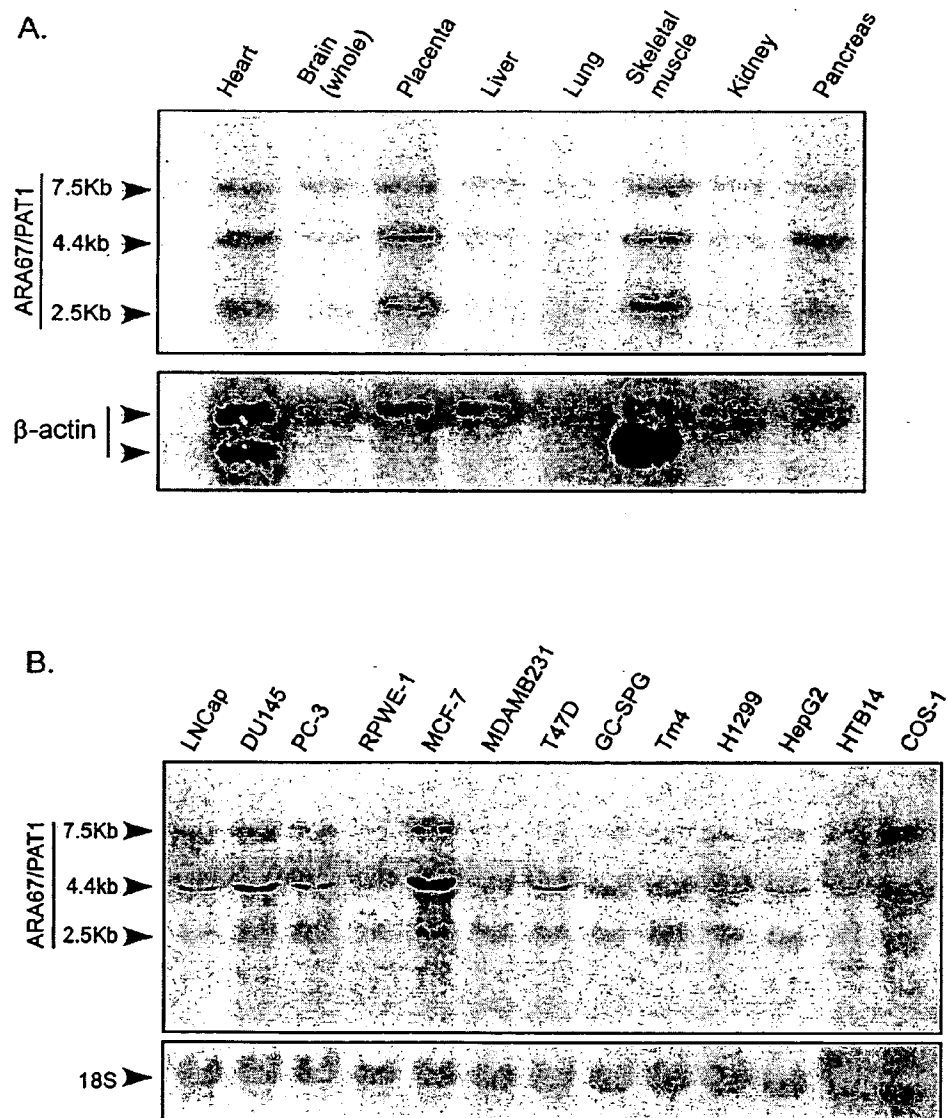 A.
Heart
Brain
(whole)
Placenta
Liver
Lung
Skeletal
muscle
Kidney
Pancreas
ARA67/PAT1
7.5Kb
4.4kb
2.5Kb
β-actin
B.
LNCap
DU145
PC-3
RPWE-1
MCF-7
MDAMB231
T47D
GC-SPG
Tm4
H1299
HepG2
HTB14
COS-1
ARA67/PAT1
7.5Kb
4.4kb
2.5Kb
18S